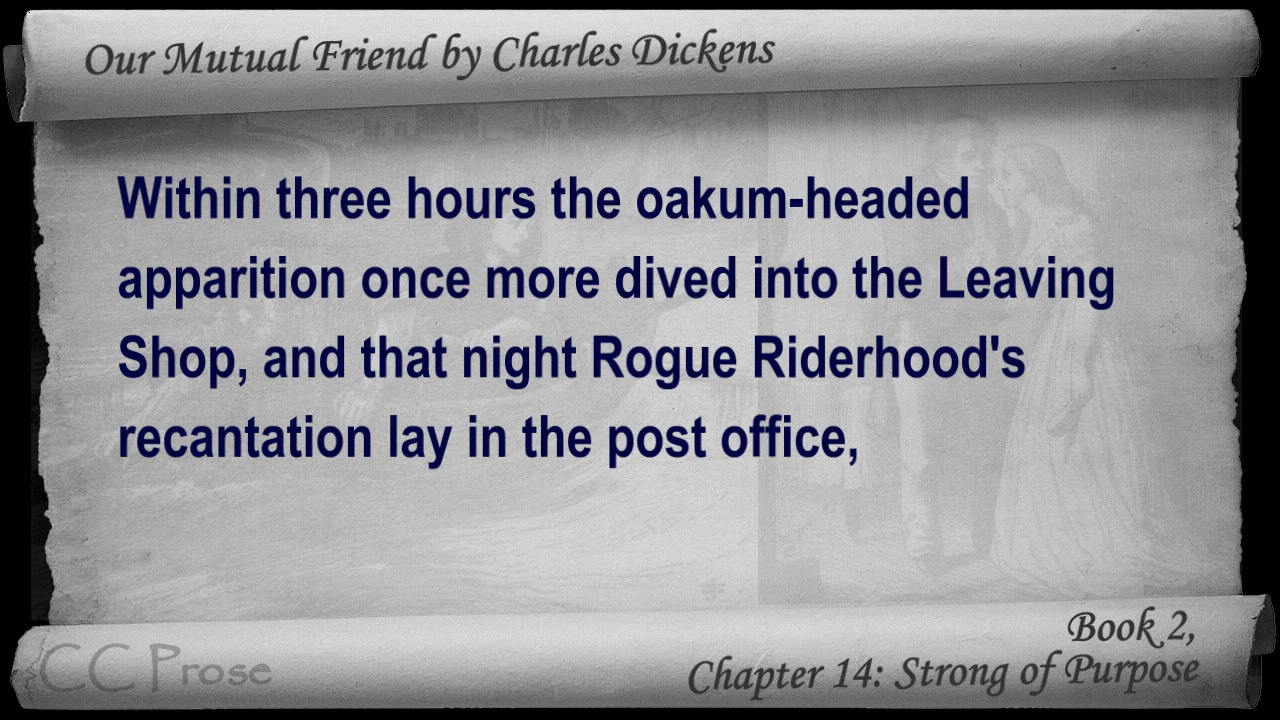 Our Mutual Friend by Charles Dickens
Within three hours the oakum-headed
apparition once more dived into the Leaving
Shop, and that night Rogue Riderhood's
recantation lay in the post office,
Book 2,
Chapter 14: Strong of Purpose
CC Prose